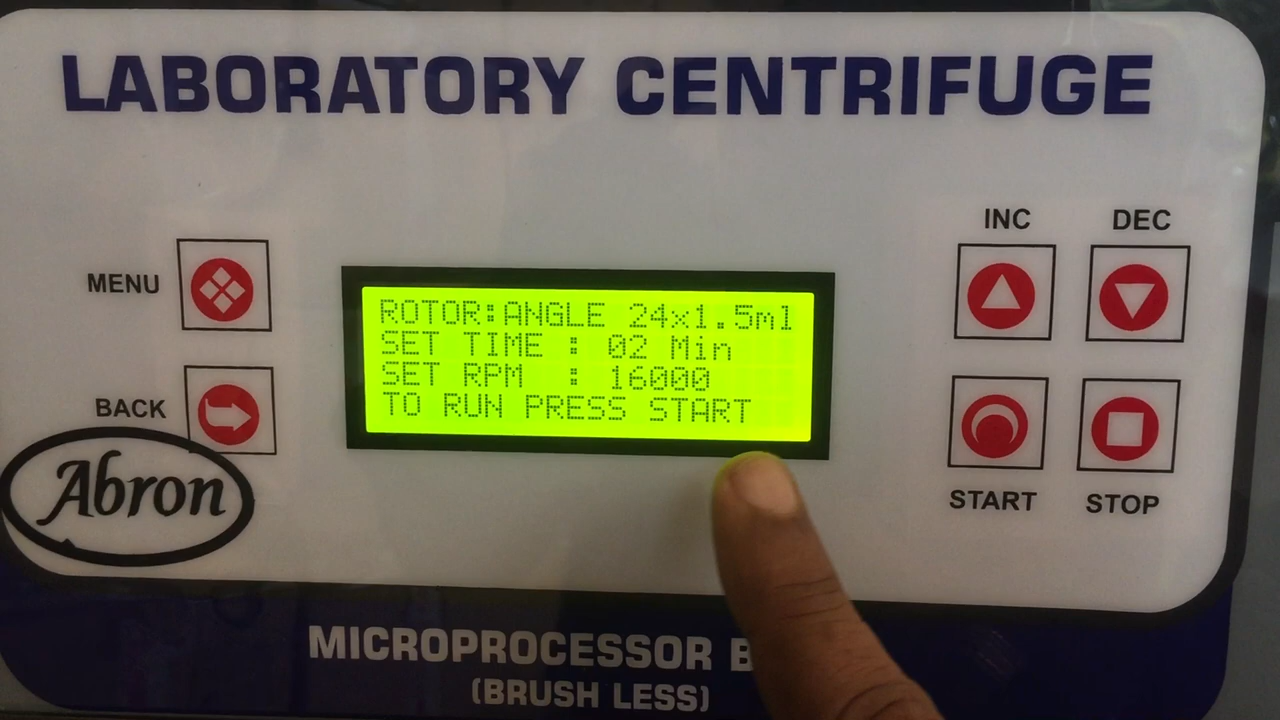 LABORATORY CENTRIFUGE
INC DEC
MENU
ROTOR:ANGLE 24x1.5ml
SET TIME : 02 Min
SET RPM : 16000
TO RUN PRESS START
BACK
Abron
START STOP
MICROPROCESSOR
(BRUSH LESS)